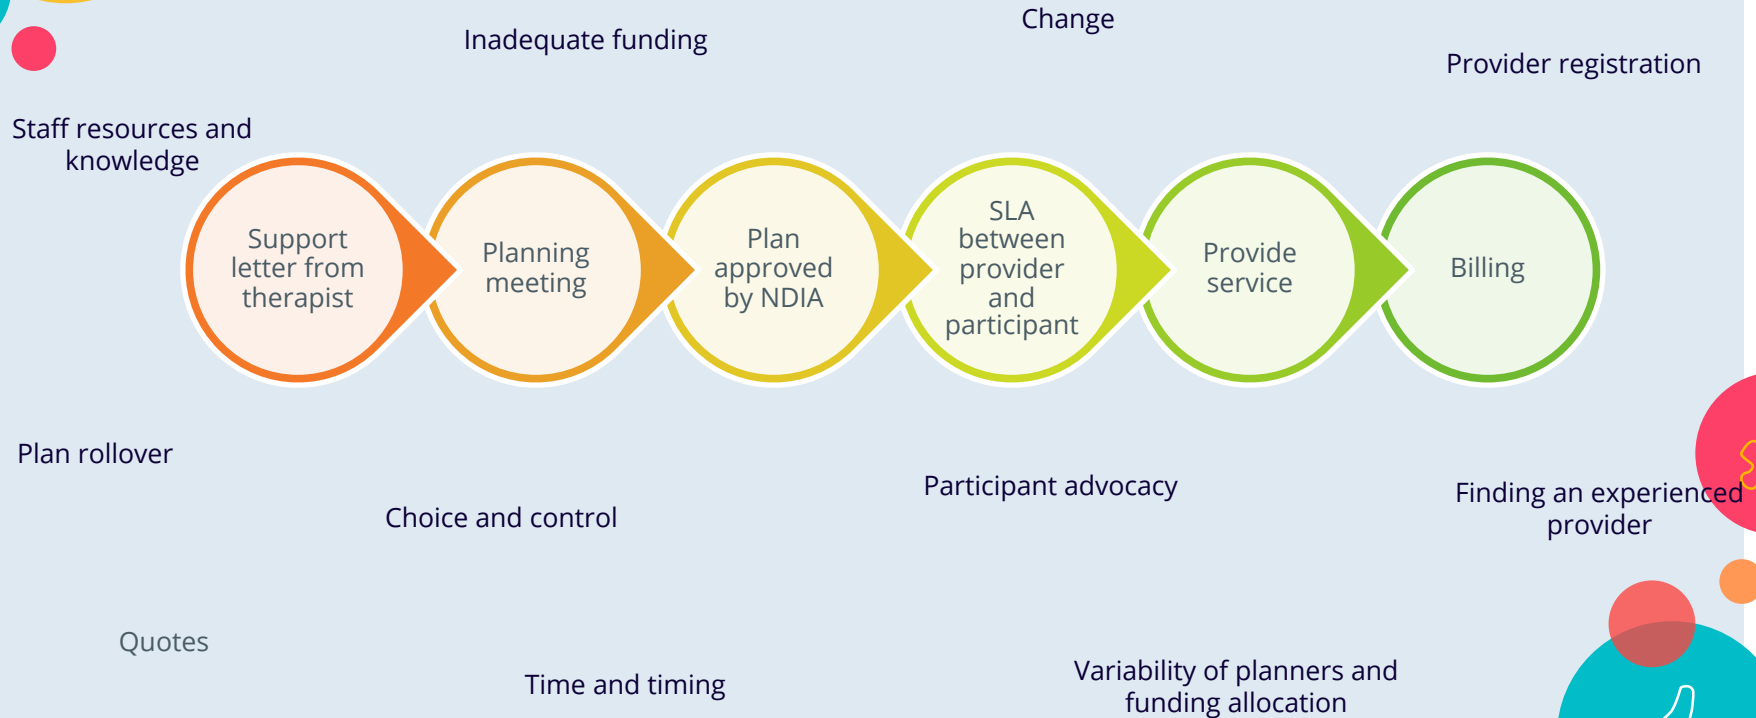 Change
Inadequate funding
Provider registration
Staff resources and
knowledge
Support
letter from
therapist
Planning
meeting
Plan
approved
by NDIA
SLA
between
provider
and
participant
Provide
service
Billing
Plan rollover
Choice and control
Participant advocacy
Finding an experienced
provider
Quotes
Time and timing
Variability of planners and
funding allocation